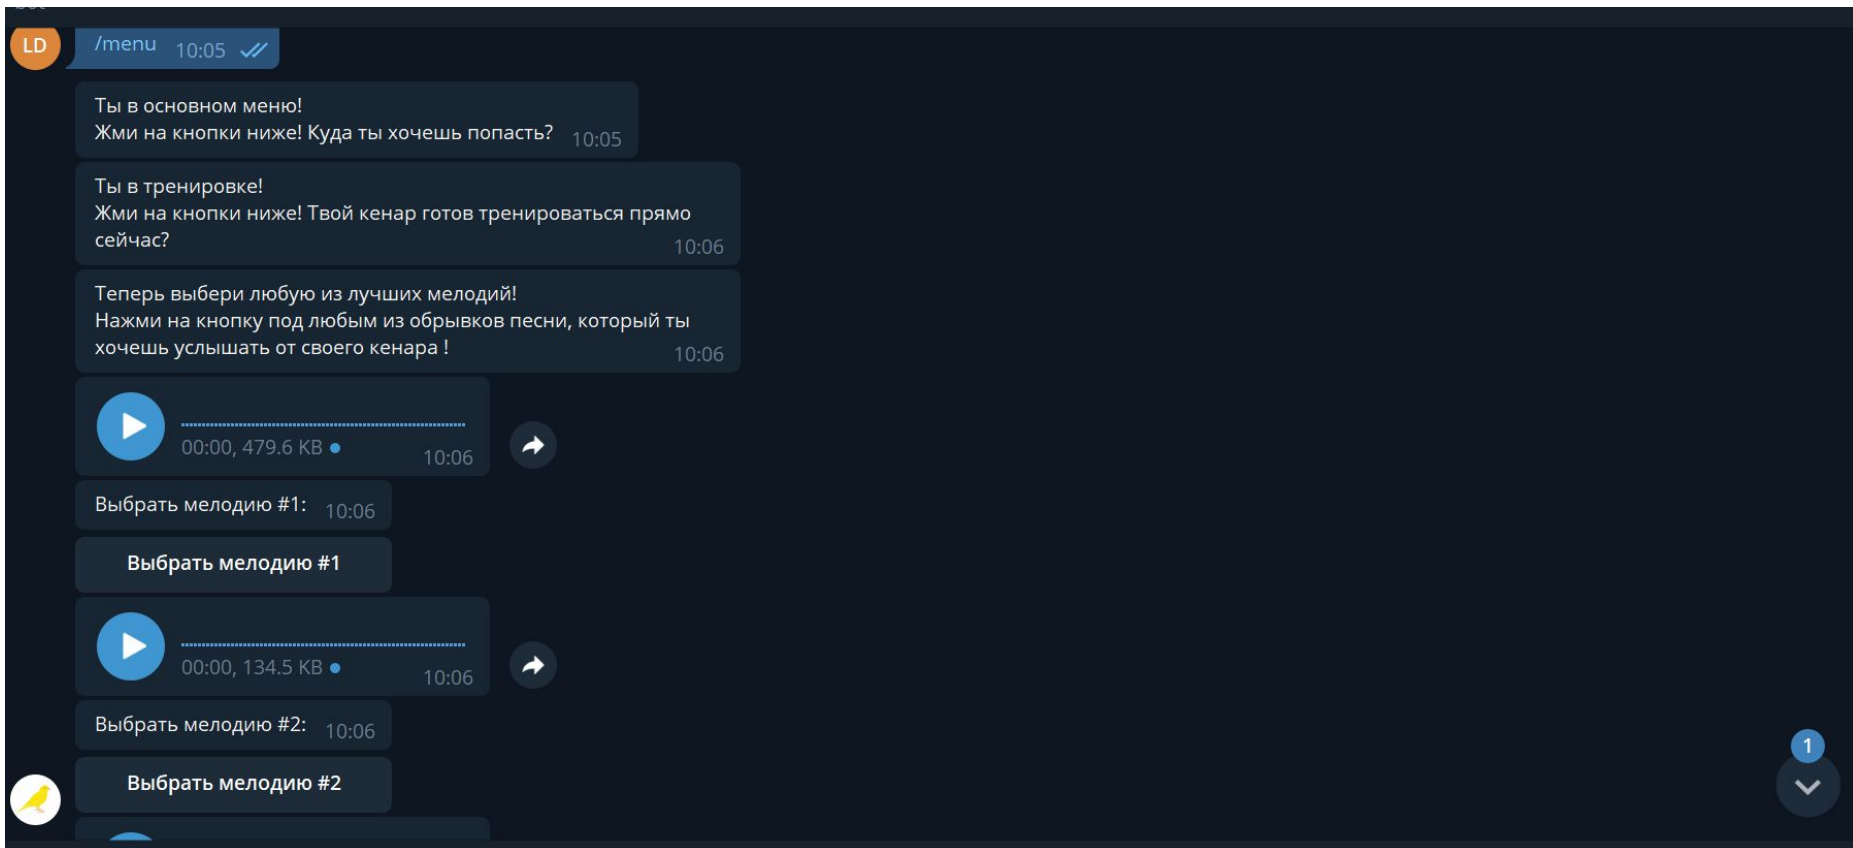 LD
/menu 10:05
Ты в основном меню!
Жми на кнопки ниже! Куда ты хочешь попасть? 10:05
Ты в тренировке!
Жми на кнопки ниже! Твой кенар готов тренироваться прямо
сейчас? 10:06
Теперь выбери любую из лучших мелодий!
Нажми на кнопку под любым из обрывков песни, который ты
хочешь услышать от своего кенара ! 10:06
00:00, 479.6 KB 10:06
Выбрать мелодию #1: 10:06
Выбрать мелодию #1
00:00, 134.5 KB 10:06
Выбрать мелодию #2: 10:06
1
Выбрать мелодию #2